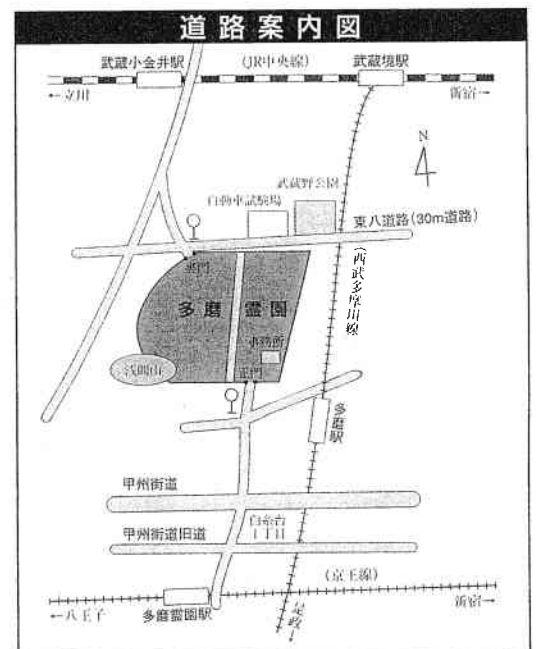 道路案内図
武蔵小金井駅
(JR中央線)
武蔵境駅
←立川
新宿→
N
武蔵野公園
自動車試験場
東八道路(30m道路)
(西武多摩川線)
裏門
多磨霊園
事務所
浅間山
正門
多磨駅
甲州街道
甲州街道旧道
白糸台
1丁目
(京王線)
←八王子
多磨霊園駅
是政→
新宿→